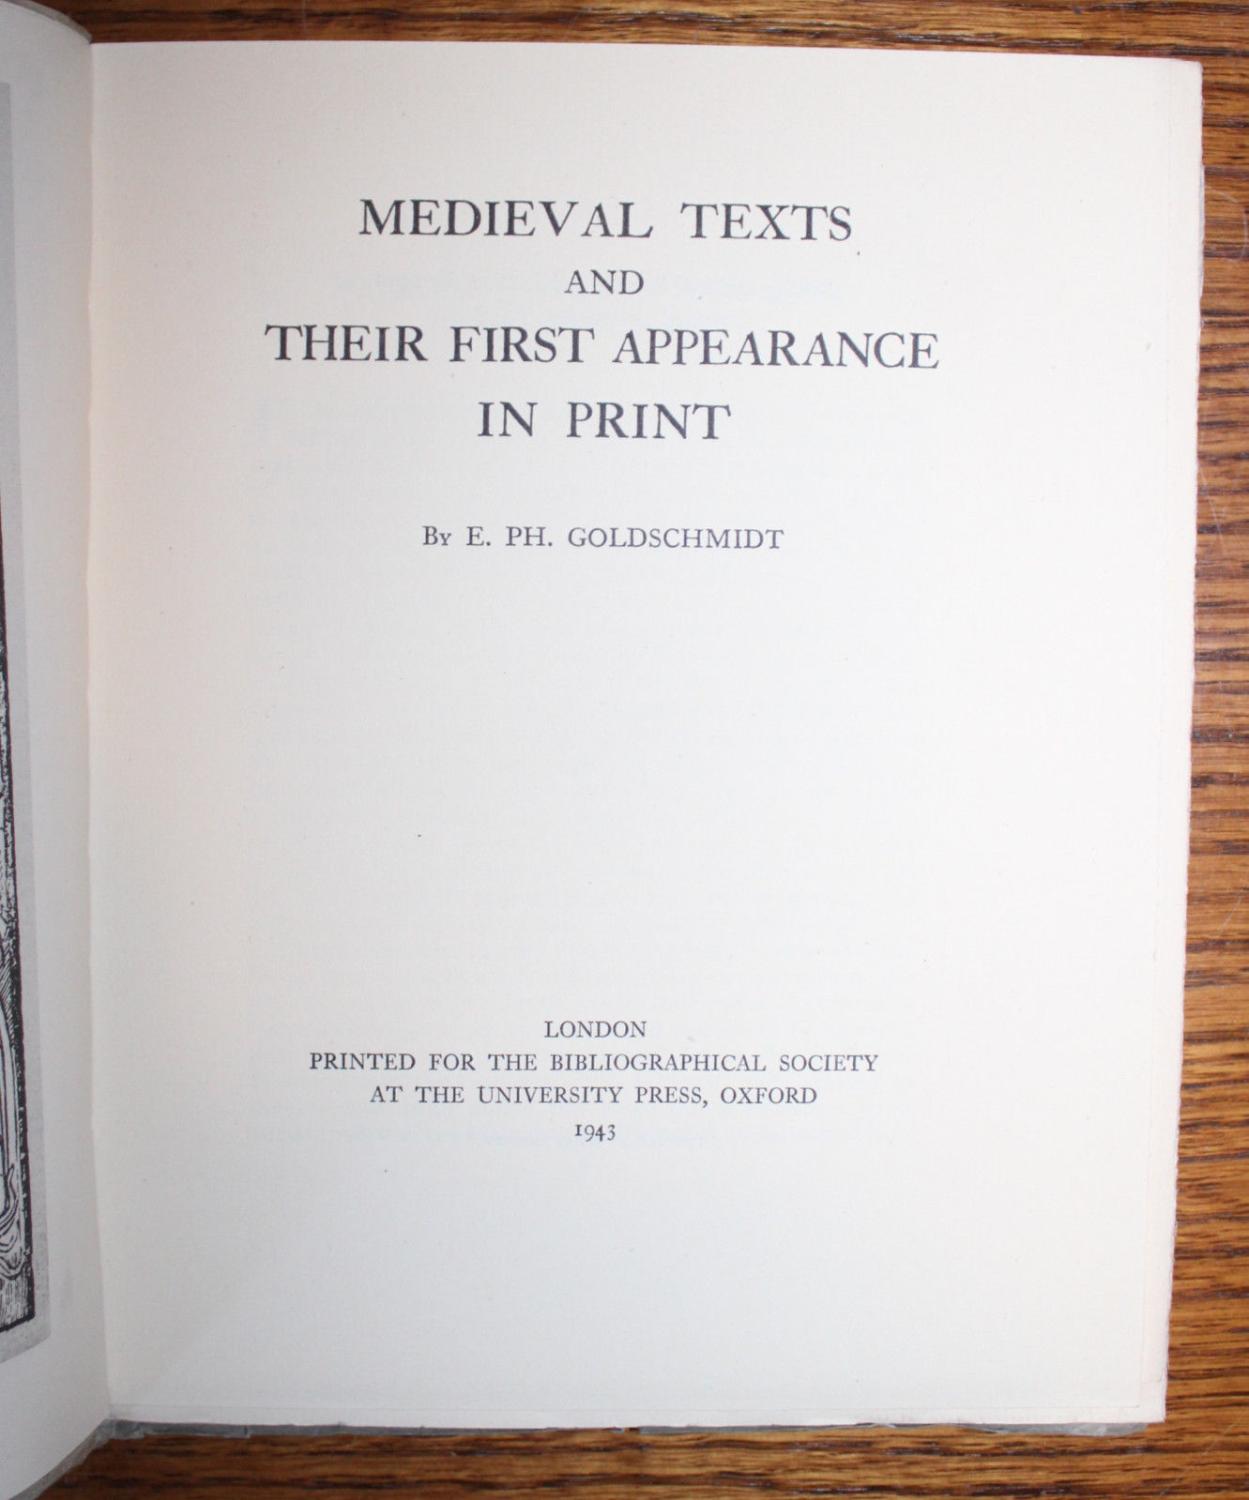 MEDIEVAL TEXTS
AND
THEIR FIRST APPEARANCE
IN PRINT
By E. PH. GOLDSCHMIDT
LONDON
PRINTED FOR THE BIBLIOGRAPHICAL SOCIETY
AT THE UNIVERSITY PRESS, OXFORD
1943